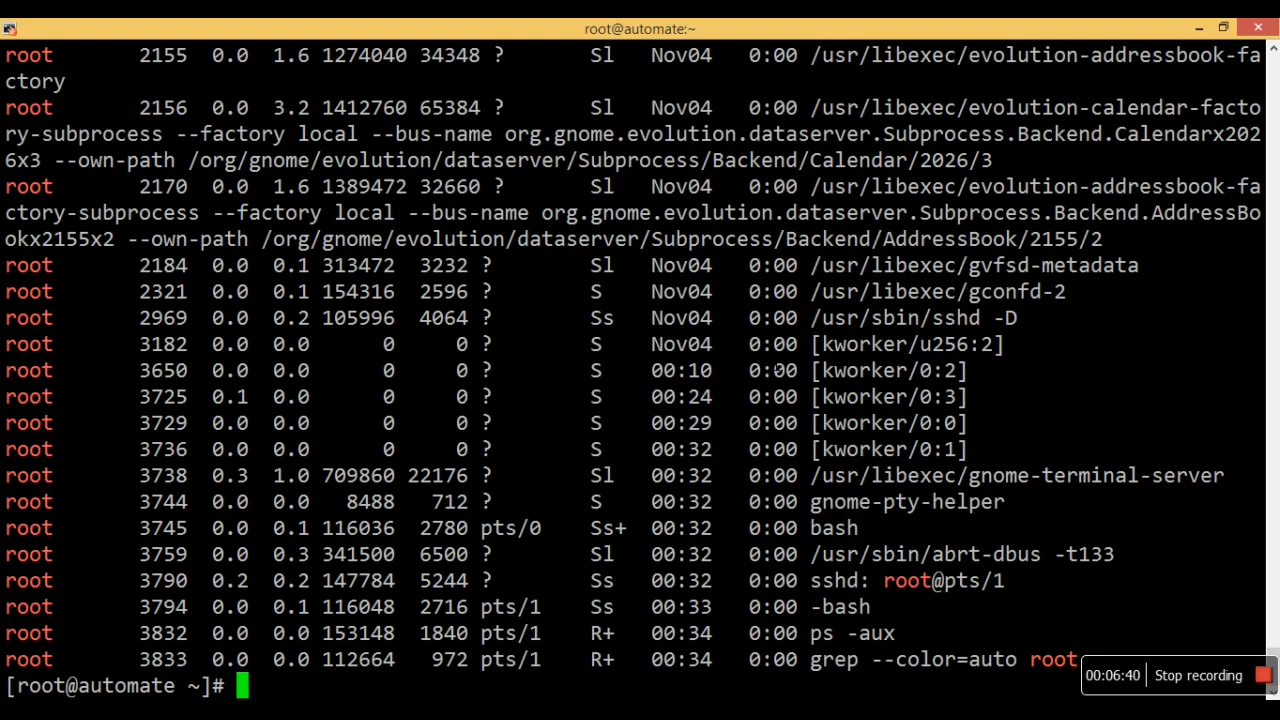 root@automate:~
root 2155 0.0 1.6 1274040 34348 ? Sl Nov04 0:00 /usr/libexec/evolution-addressbook-fa
ctory
root 2156 0.0 3.2 1412760 65384 ? Sl Nov04 0:00 /usr/libexec/evolution-calendar-facto
ry-subprocess --factory local --bus-name org.gnome.evolution.dataserver.Subprocess.Backend.Calendarx202
6x3 --own-path /org/gnome/evolution/dataserver/Subprocess/Backend/Calendar/2026/3
root 2170 0.0 1.6 1389472 32660 ? Sl Nov04 0:00 /usr/libexec/evolution-addressbook-fa
ctory-subprocess --factory local --bus-name org.gnome.evolution.dataserver.Subprocess.Backend.AddressBo
okx2155x2 --own-path /org/gnome/evolution/dataserver/Subprocess/Backend/AddressBook/2155/2
root 2184 0.0 0.1 313472 3232 ? Sl Nov04 0:00 /usr/libexec/gvfsd-metadata
root 2321 0.0 0.1 154316 2596 ? S Nov04 0:00 /usr/libexec/gconfd-2
root 2969 0.0 0.2 105996 4064 ? Ss Nov04 0:00 /usr/sbin/sshd -D
root 3182 0.0 0.0 0 0 ? S Nov04 0:00 [kworker/u256:2]
root 3650 0.0 0.0 0 0 ? S 00:10 0:00 [kworker/0:2]
root 3725 0.1 0.0 0 0 ? S 00:24 0:00 [kworker/0:3]
root 3729 0.0 0.0 0 0 ? S 00:29 0:00 [kworker/0:0]
root 3736 0.0 0.0 0 0 ? S 00:32 0:00 [kworker/0:1]
root 3738 0.3 1.0 709860 22176 ? Sl 00:32 0:00 /usr/libexec/gnome-terminal-server
root 3744 0.0 0.0 8488 712 ? S 00:32 0:00 gnome-pty-helper
root 3745 0.0 0.1 116036 2780 pts/0 Ss+ 00:32 0:00 bash
root 3759 0.0 0.3 341500 6500 ? Sl 00:32 0:00 /usr/sbin/abrt-dbus -t133
root 3790 0.2 0.2 147784 5244 ? Ss 00:32 0:00 sshd: root@pts/1
root 3794 0.0 0.1 116048 2716 pts/1 Ss 00:33 0:00 -bash
root 3832 0.0 0.0 153148 1840 pts/1 R+ 00:34 0:00 ps -aux
root 3833 0.0 0.0 112664 972 pts/1 R+ 00:34 0:00 grep --color=auto root
[root@automate ~]#
00:06:40 Stop recording